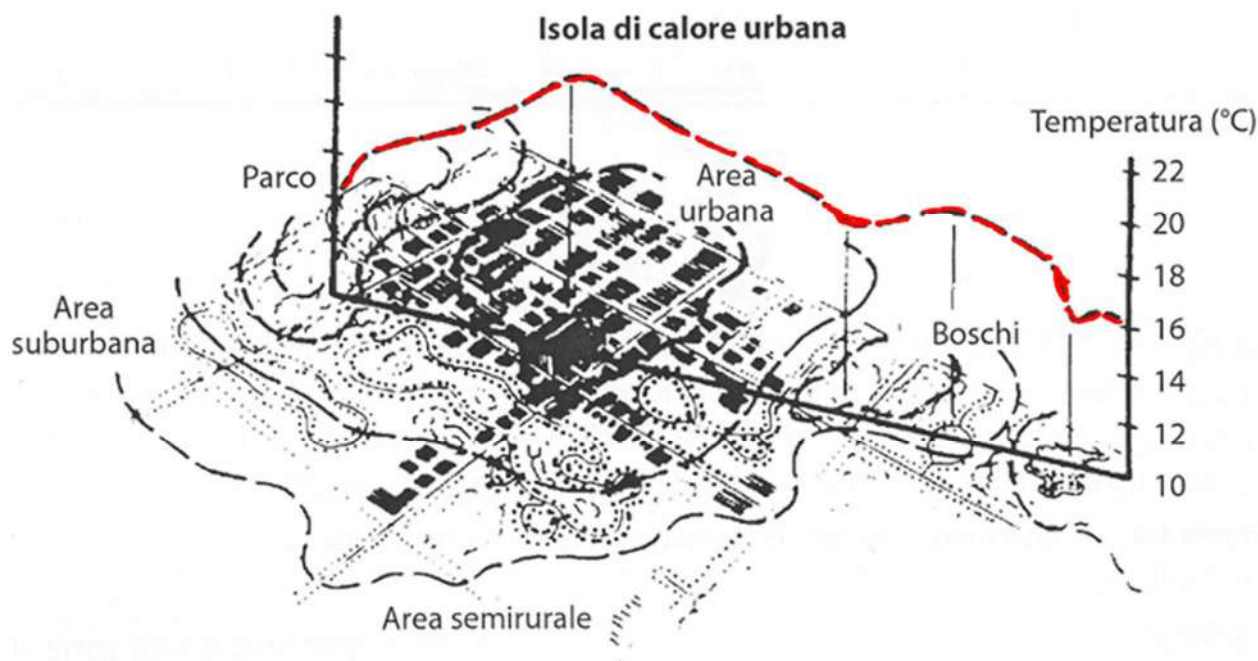 Isola di calore urbana
Temperatura (°C)
Parco
Area
urbana
22
20
18
16
14
12
10
Area
suburbana
Boschi
Area semirurale